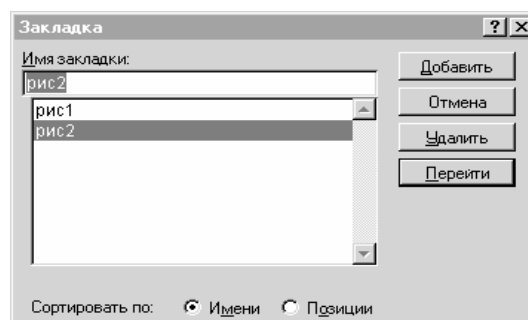 Закладка
Имя закладки:
рис2
рис1
рис2
Добавить
Отмена
Удалить
Перейти
Сортировать по: Имени Позиции